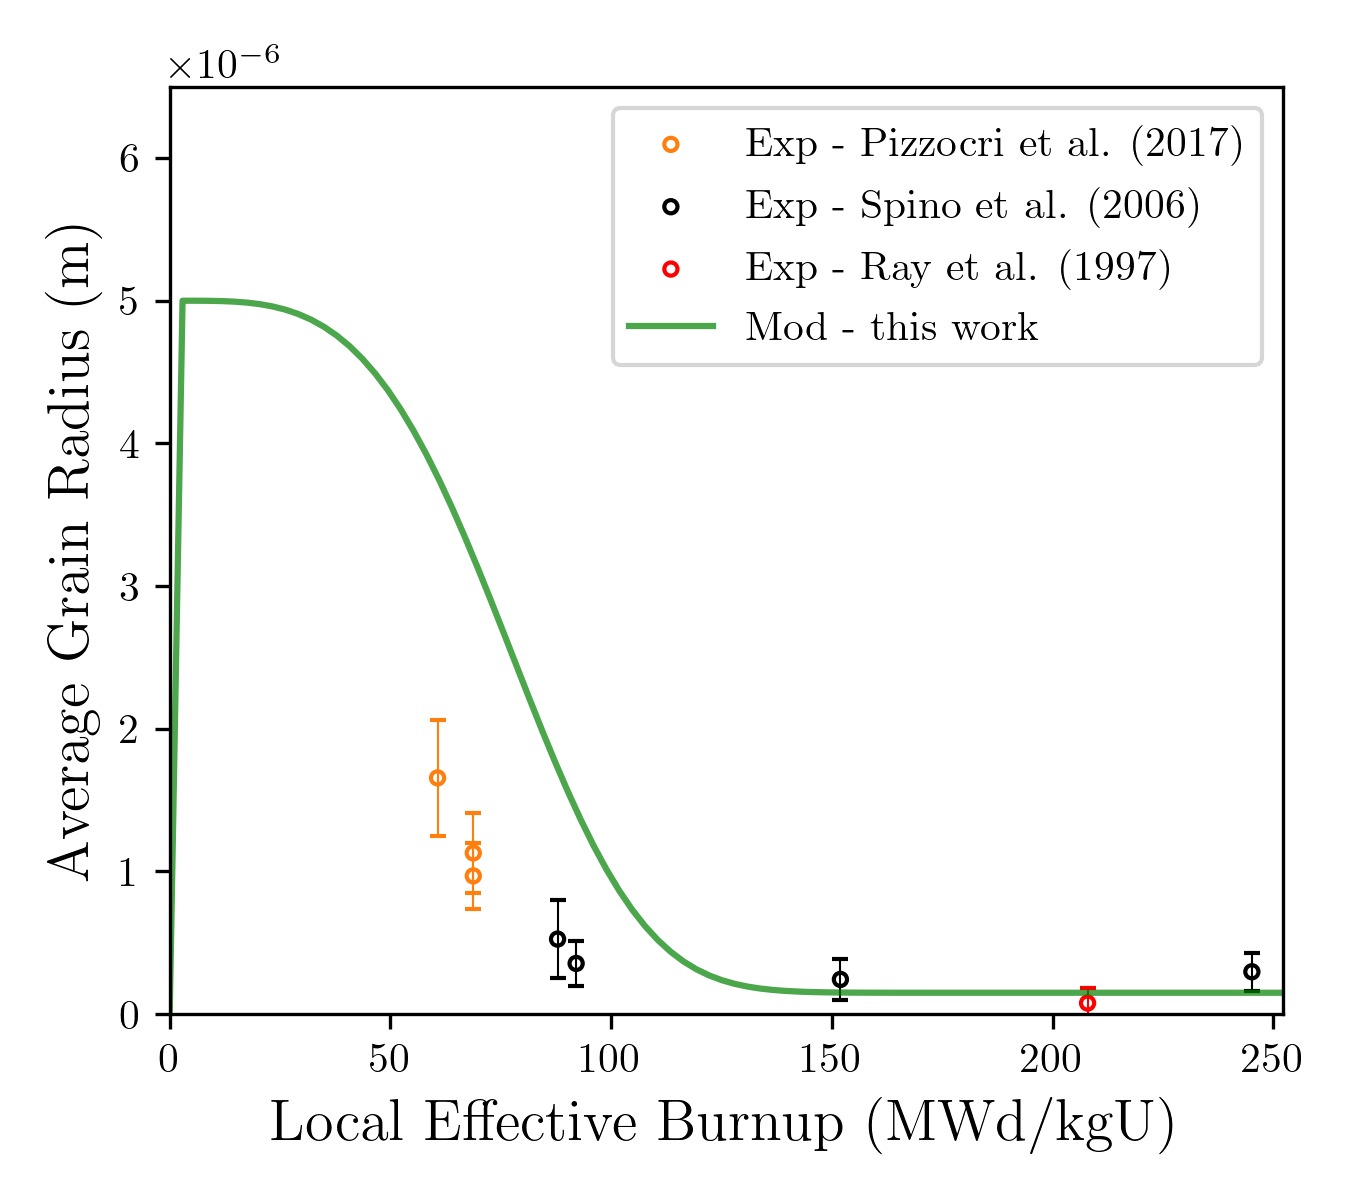 ×10⁻⁶
6
5
4
3
2
1
0
Average Grain Radius (m)
Exp - Pizzocri et al. (2017)
Exp - Spino et al. (2006)
Exp - Ray et al. (1997)
Mod - this work
0 50 100 150 200 250
Local Effective Burnup (MWd/kgU)